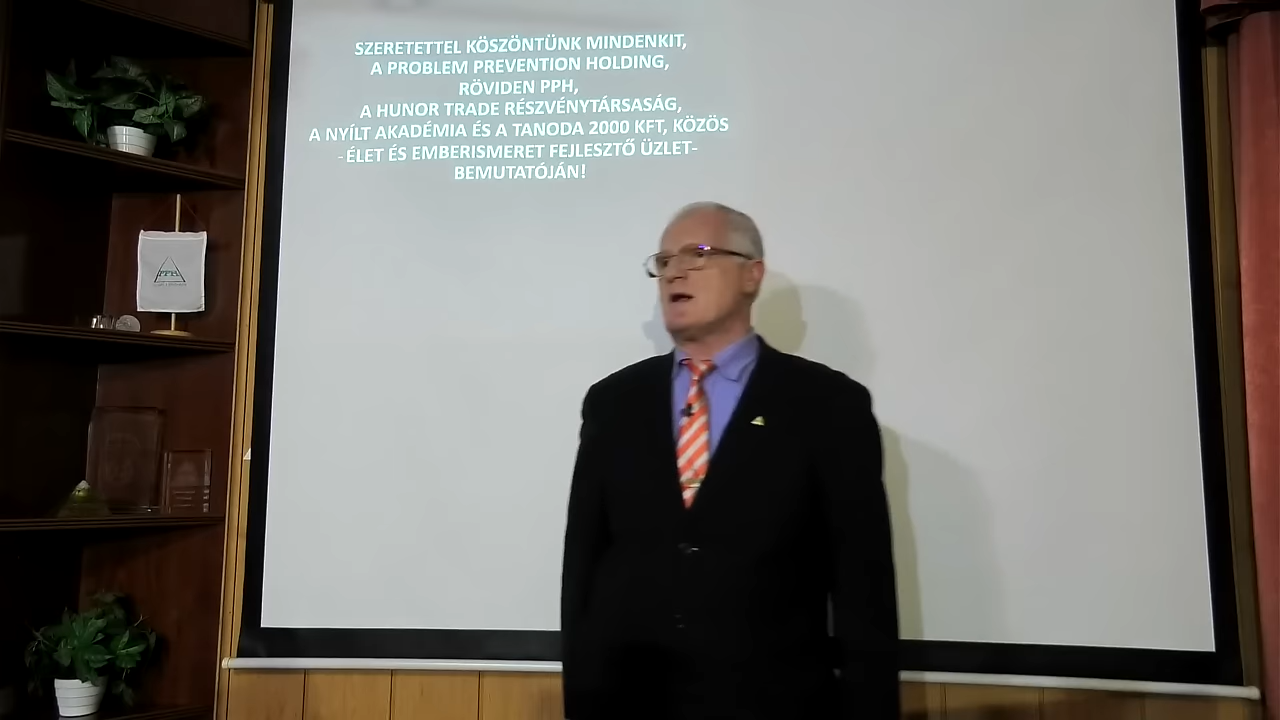 SZERETETTEL KÖSZÖNTÜNK MINDENKIT,
A PROBLEM PREVENTION HOLDING,
RÖVIDEN PPH,
A HUNOR TRADE RÉSZVÉNYTÁRSASÁG,
A NYÍLT AKADÉMIA ÉS A TANODA 2000 KFT, KÖZÖS
-ÉLET ÉS EMBERISMERET FEJLESZTŐ ÜZLET-
BEMUTATÓJÁN!
PPH